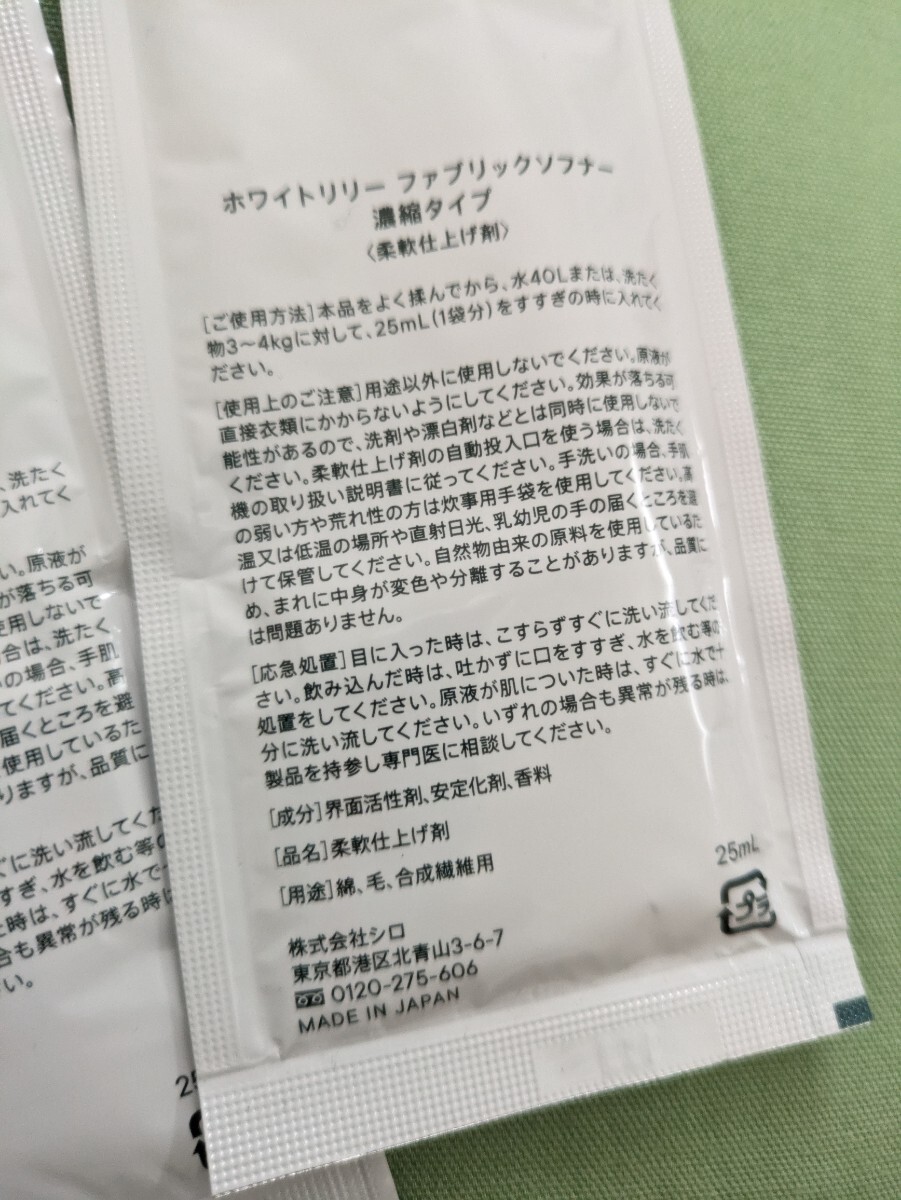 ホワイトリリー ファブリックソフナー
濃縮タイプ
〈柔軟仕上げ剤〉
[ご使用方法]本品をよく揉んでから、水40Lまたは、洗たく
物3〜4kgに対して、25mL(1袋分)をすすぎの時に入れてく
ださい。
[使用上のご注意]用途以外に使用しないでください。原液が
直接衣類にかからないようにしてください。効果が落ちる可
能性があるので、洗剤や漂白剤などとは同時に使用しないで
ください。柔軟仕上げ剤の自動投入口を使う場合は、洗たく
機の取り扱い説明書に従ってください。手洗いの場合、手肌
の弱い方や荒れ性の方は炊事用手袋を使用してください。高
温又は低温の場所や直射日光、乳幼児の手の届くところを避
けて保管してください。自然物由来の原料を使用しているた
め、まれに中身が変色や分離することがありますが、品質に
は問題ありません。
[応急処置]目に入った時は、こすらずすぐに洗い流してくだ
さい。飲み込んだ時は、吐かずに口をすすぎ、水を飲む等の
処置をしてください。原液が肌についた時は、すぐに水で十
分に洗い流してください。いずれの場合も異常が残る時は、
製品を持参し専門医に相談してください。
[成分]界面活性剤、安定化剤、香料
[品名]柔軟仕上げ剤
[用途]綿、毛、合成繊維用
25mL
プラ
株式会社シロ
東京都港区北青山3-6-7
0120-275-606
MADE IN JAPAN
、洗たく
入れてく
い。原液が
が落ちる可
使用しないで
合は、洗たく
の場合、手肌
てください。高
届くところを避
使用しているた
りますが、品質に
ぐに洗い流してくだ
すぎ、水を飲む等の
た時は、すぐに水で
合も異常が残る時は
い。